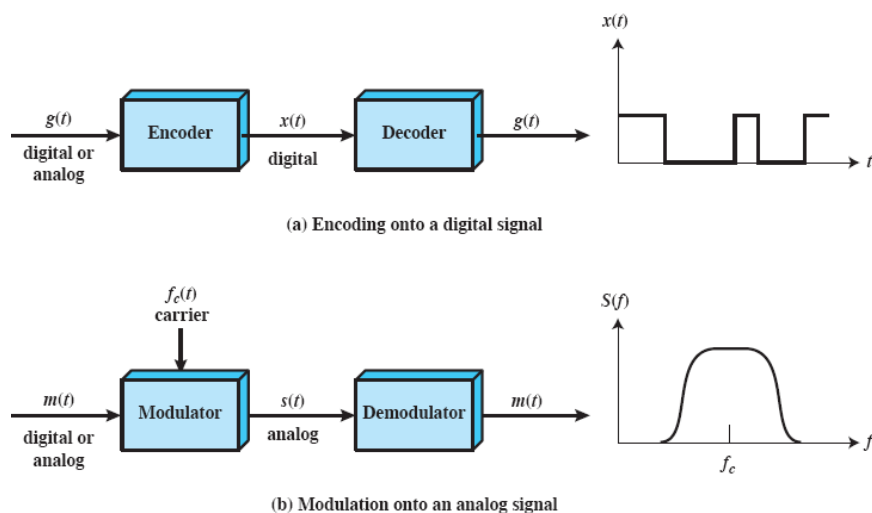 x(t)
g(t)
Encoder
x(t)
Decoder
g(t)
digital or
analog
digital
t
(a) Encoding onto a digital signal
f_c(t)
carrier
S(f)
m(t)
Modulator
s(t)
Demodulator
m(t)
digital or
analog
analog
f
f_c
(b) Modulation onto an analog signal